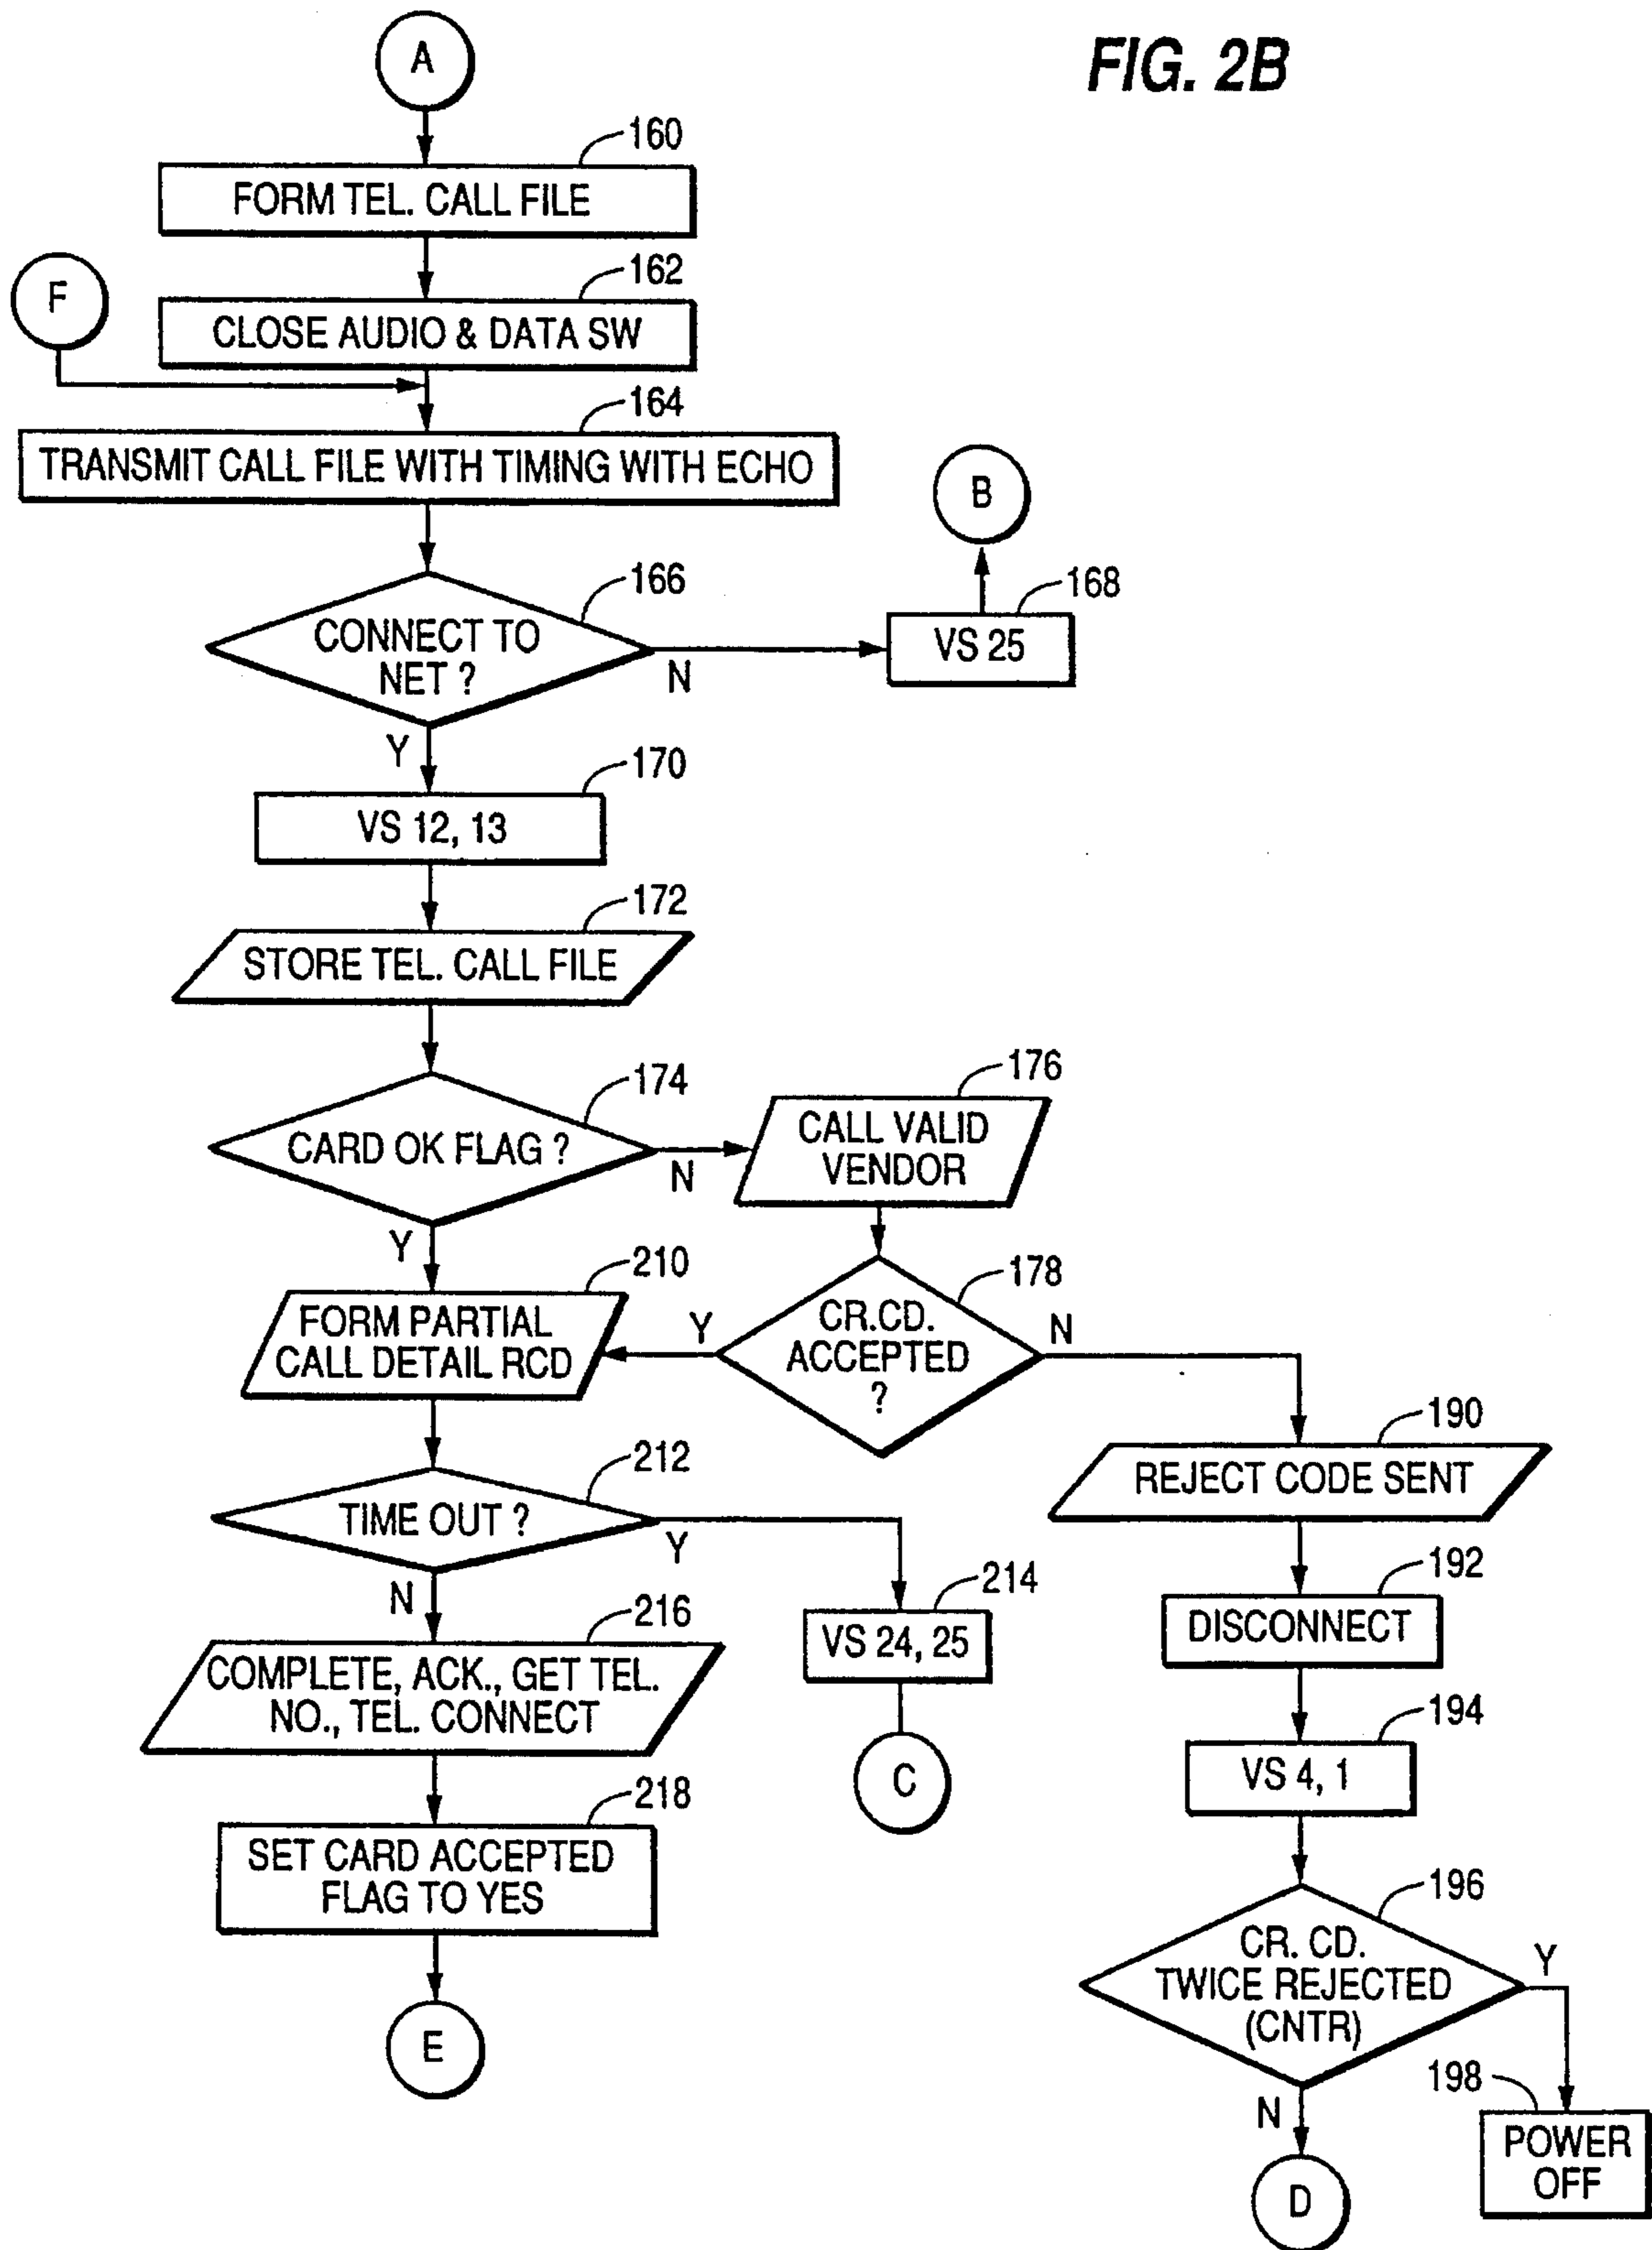 FIG. 2B
A
160
FORM TEL. CALL FILE
F
162
CLOSE AUDIO & DATA SW
164
TRANSMIT CALL FILE WITH TIMING WITH ECHO
B
166
CONNECT TO
NET ?
N
168
VS 25
Y
170
VS 12, 13
172
STORE TEL. CALL FILE
174
CARD OK FLAG ?
N
176
CALL VALID
VENDOR
Y
210
FORM PARTIAL
CALL DETAIL RCD
Y
178
CR.CD.
ACCEPTED
?
N
190
REJECT CODE SENT
212
TIME OUT ?
Y
N
214
VS 24, 25
C
192
DISCONNECT
216
COMPLETE, ACK., GET TEL.
NO., TEL. CONNECT
194
VS 4, 1
218
SET CARD ACCEPTED
FLAG TO YES
E
196
CR. CD.
TWICE REJECTED
(CNTR)
Y
198
POWER
OFF
N
D